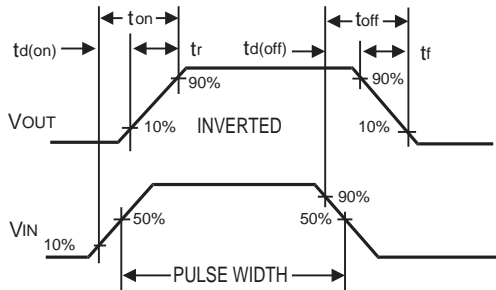 ton
toff
td(on)
tr
td(off)
tf
90%
90%
VOUT
10%
INVERTED
10%
90%
VIN
50%
50%
10%
PULSE WIDTH